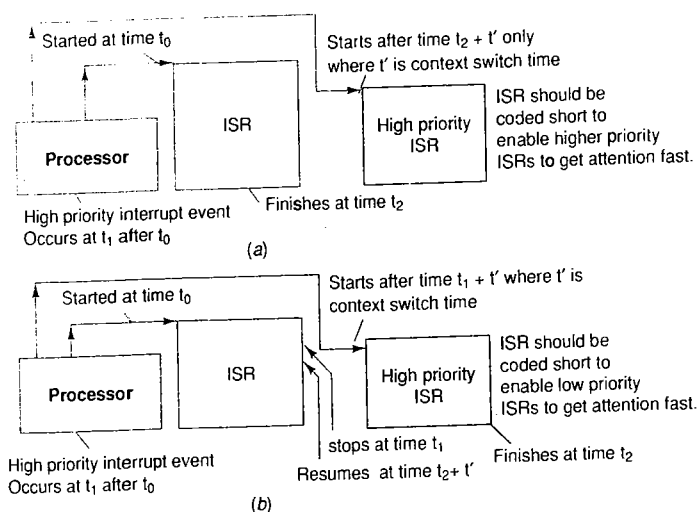 Started at time t₀
Starts after time t₂ + t′ only
where t′ is context switch time
ISR
High priority
ISR
ISR should be
coded short to
enable higher priority
ISRs to get attention fast.
Processor
High priority interrupt event
Occurs at t₁ after t₀
Finishes at time t₂
(a)
Started at time t₀
Starts after time t₁ + t′ where t′ is
context switch time
ISR
High priority
ISR
ISR should be
coded short to
enable low priority
ISRs to get attention fast.
Processor
stops at time t₁
Resumes at time t₂+ t′
Finishes at time t₂
High priority interrupt event
Occurs at t₁ after t₀
(b)